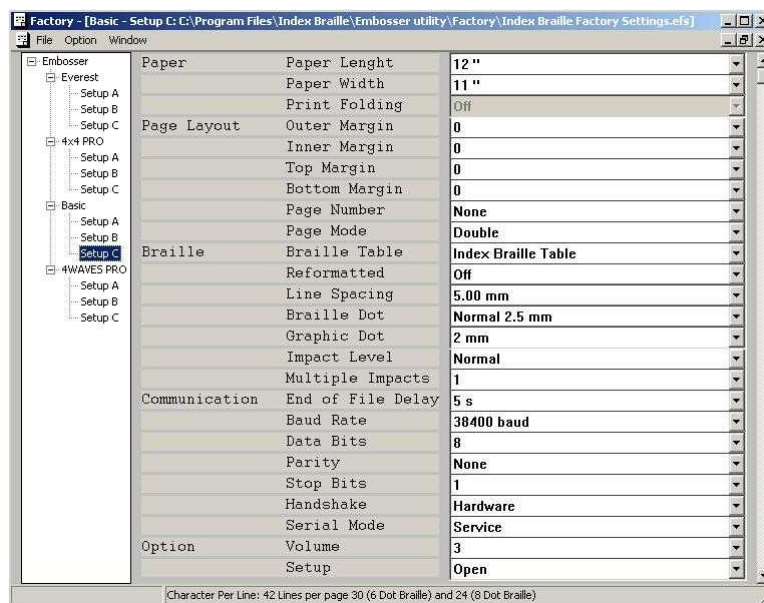 Factory - [Basic - Setup C: C:\Program Files\Index Braille\Embosser utility\Factory\Index Braille Factory Settings.efs]
File Option Window
Embosser
Everest
Setup A
Setup B
Setup C
4x4 PRO
Setup A
Setup B
Setup C
Basic
Setup A
Setup B
Setup C
4WAVES PRO
Setup A
Setup B
Setup C
Paper Paper Lenght 12 "
Paper Width 11 "
Print Folding Off
Page Layout Outer Margin 0
Inner Margin 0
Top Margin 0
Bottom Margin 0
Page Number None
Page Mode Double
Braille Braille Table Index Braille Table
Reformatted Off
Line Spacing 5.00 mm
Braille Dot Normal 2.5 mm
Graphic Dot 2 mm
Impact Level Normal
Multiple Impacts 1
Communication End of File Delay 5 s
Baud Rate 38400 baud
Data Bits 8
Parity None
Stop Bits 1
Handshake Hardware
Serial Mode Service
Option Volume 3
Setup Open
Character Per Line: 42 Lines per page 30 (6 Dot Braille) and 24 (8 Dot Braille)